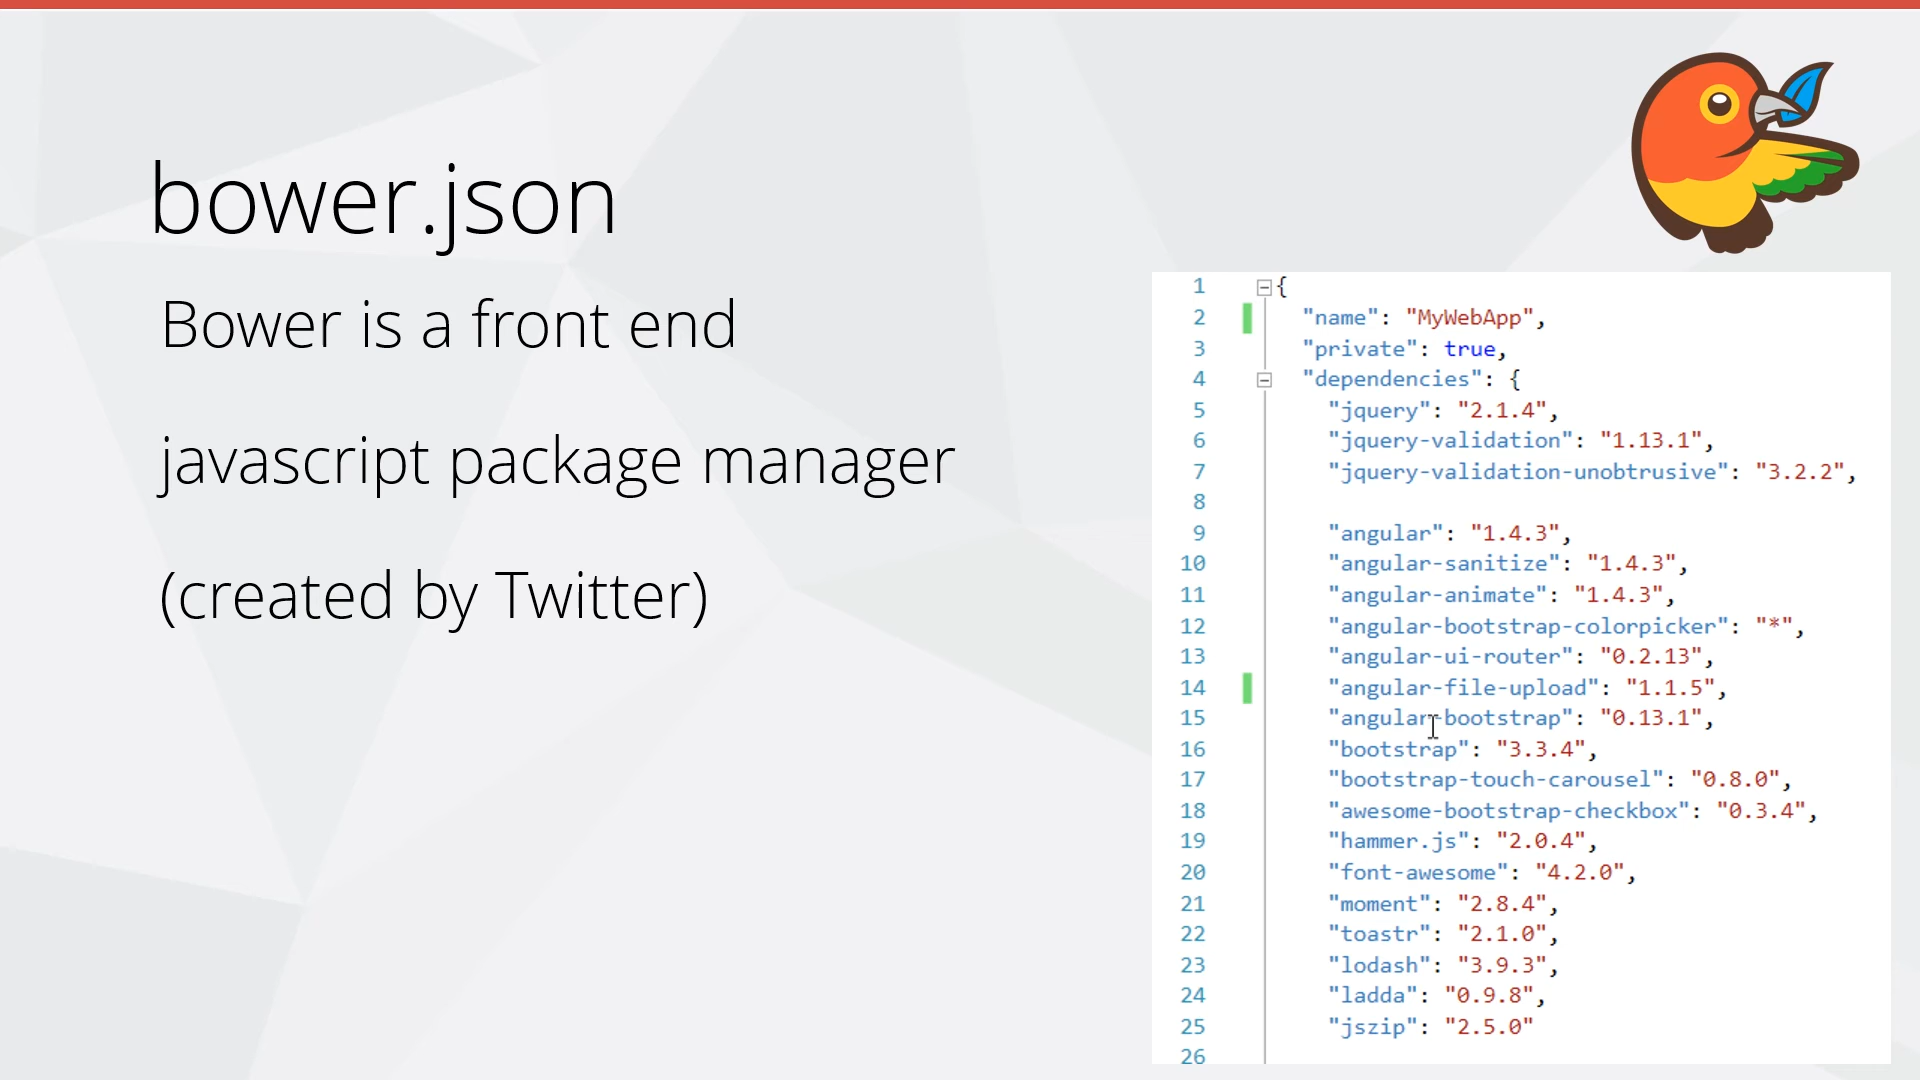 bower.json
Bower is a front end
javascript package manager
(created by Twitter)
1 {
2 "name": "MyWebApp",
3 "private": true,
4 "dependencies": {
5 "jquery": "2.1.4",
6 "jquery-validation": "1.13.1",
7 "jquery-validation-unobtrusive": "3.2.2",
8
9 "angular": "1.4.3",
10 "angular-sanitize": "1.4.3",
11 "angular-animate": "1.4.3",
12 "angular-bootstrap-colorpicker": "*",
13 "angular-ui-router": "0.2.13",
14 "angular-file-upload": "1.1.5",
15 "angular-bootstrap": "0.13.1",
16 "bootstrap": "3.3.4",
17 "bootstrap-touch-carousel": "0.8.0",
18 "awesome-bootstrap-checkbox": "0.3.4",
19 "hammer.js": "2.0.4",
20 "font-awesome": "4.2.0",
21 "moment": "2.8.4",
22 "toastr": "2.1.0",
23 "lodash": "3.9.3",
24 "ladda": "0.9.8",
25 "jszip": "2.5.0"
26